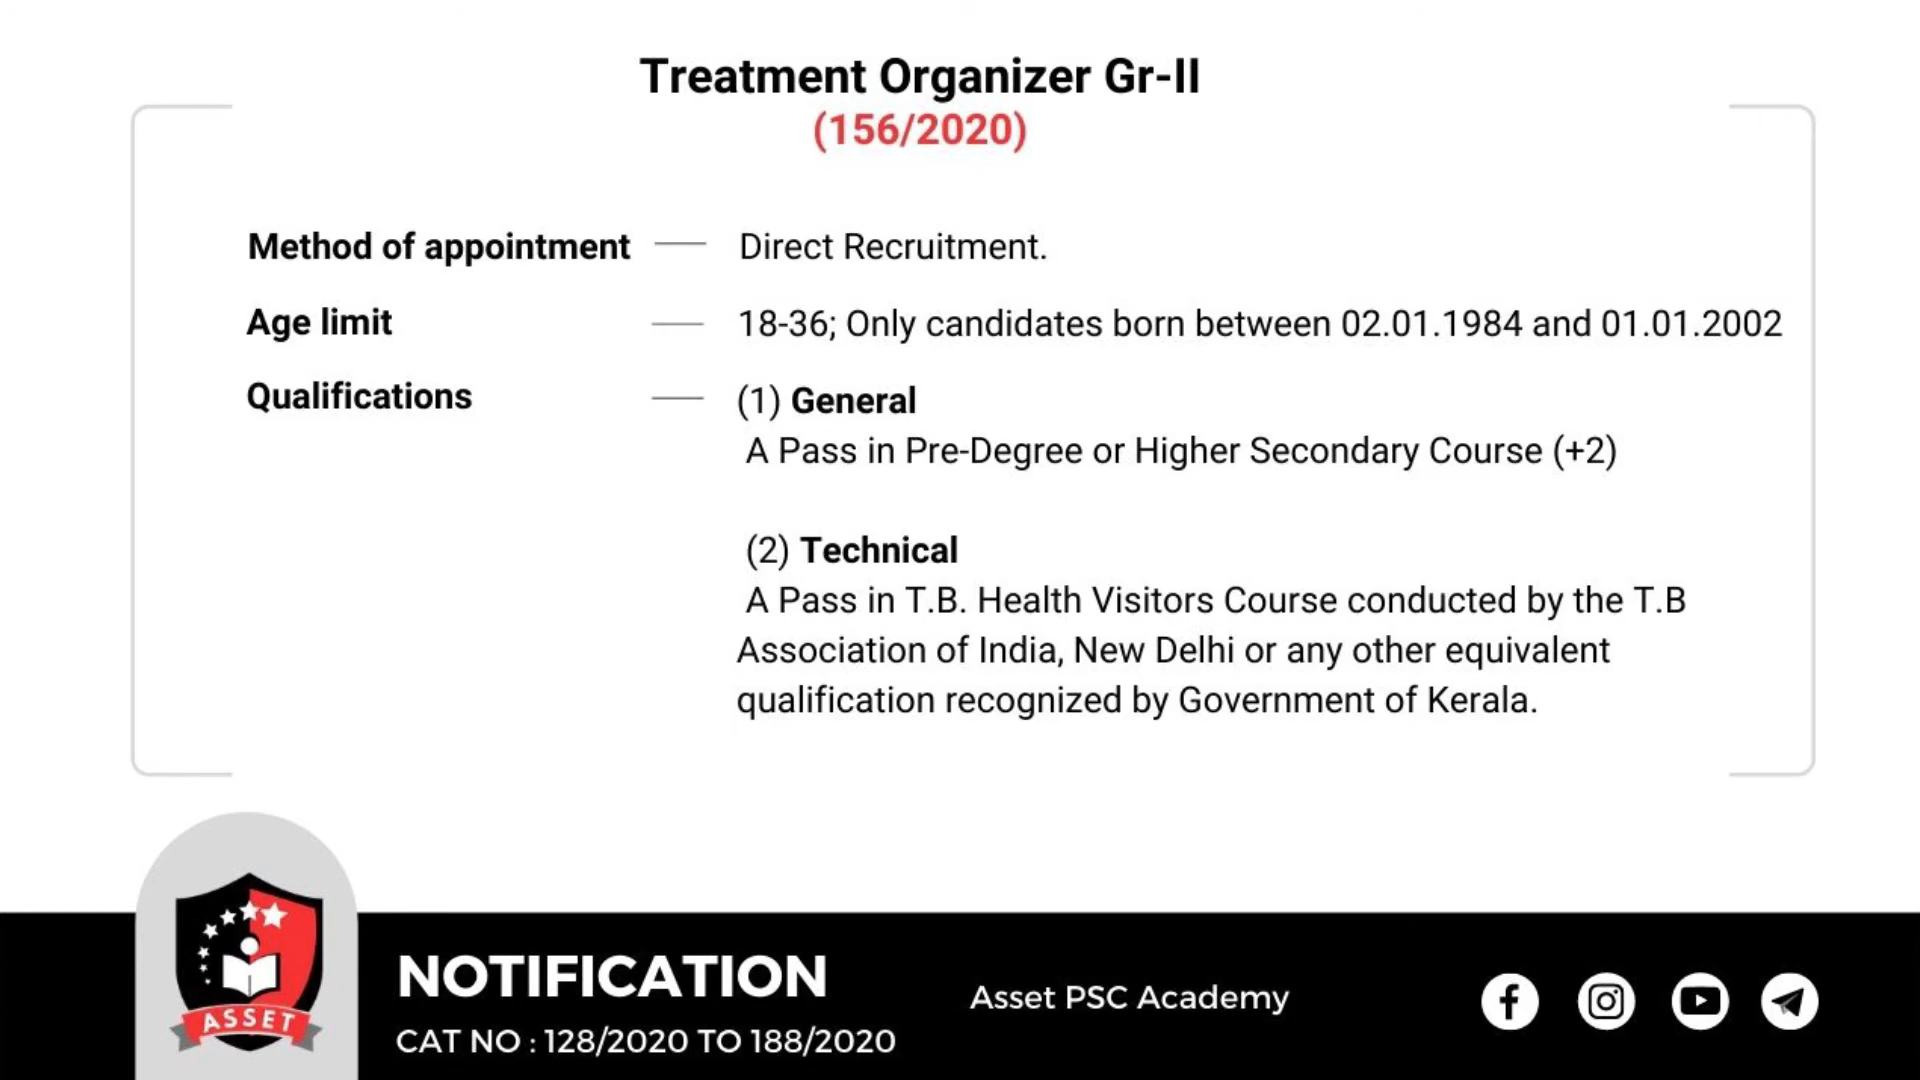 Treatment Organizer Gr-II
(156/2020)
Method of appointment — Direct Recruitment.
Age limit — 18-36; Only candidates born between 02.01.1984 and 01.01.2002
Qualifications — (1) General
A Pass in Pre-Degree or Higher Secondary Course (+2)
(2) Technical
A Pass in T.B. Health Visitors Course conducted by the T.B
Association of India, New Delhi or any other equivalent
qualification recognized by Government of Kerala.
ASSET
NOTIFICATION
CAT NO : 128/2020 TO 188/2020
Asset PSC Academy